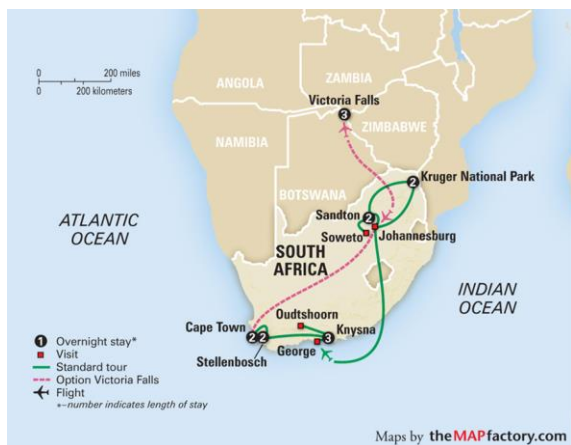 0 200 miles
0 200 kilometers
ANGOLA
ZAMBIA
Victoria Falls
3
ZIMBABWE
NAMIBIA
BOTSWANA
2
Kruger National Park
Sandton
2
Soweto
Johannesburg
ATLANTIC
OCEAN
SOUTH
AFRICA
INDIAN
OCEAN
Oudtshoorn
Cape Town
2 2
Knysna
3
Stellenbosch
George
1 Overnight stay*
Visit
Standard tour
Option Victoria Falls
Flight
*–number indicates length of stay
Maps by theMAPfactory.com